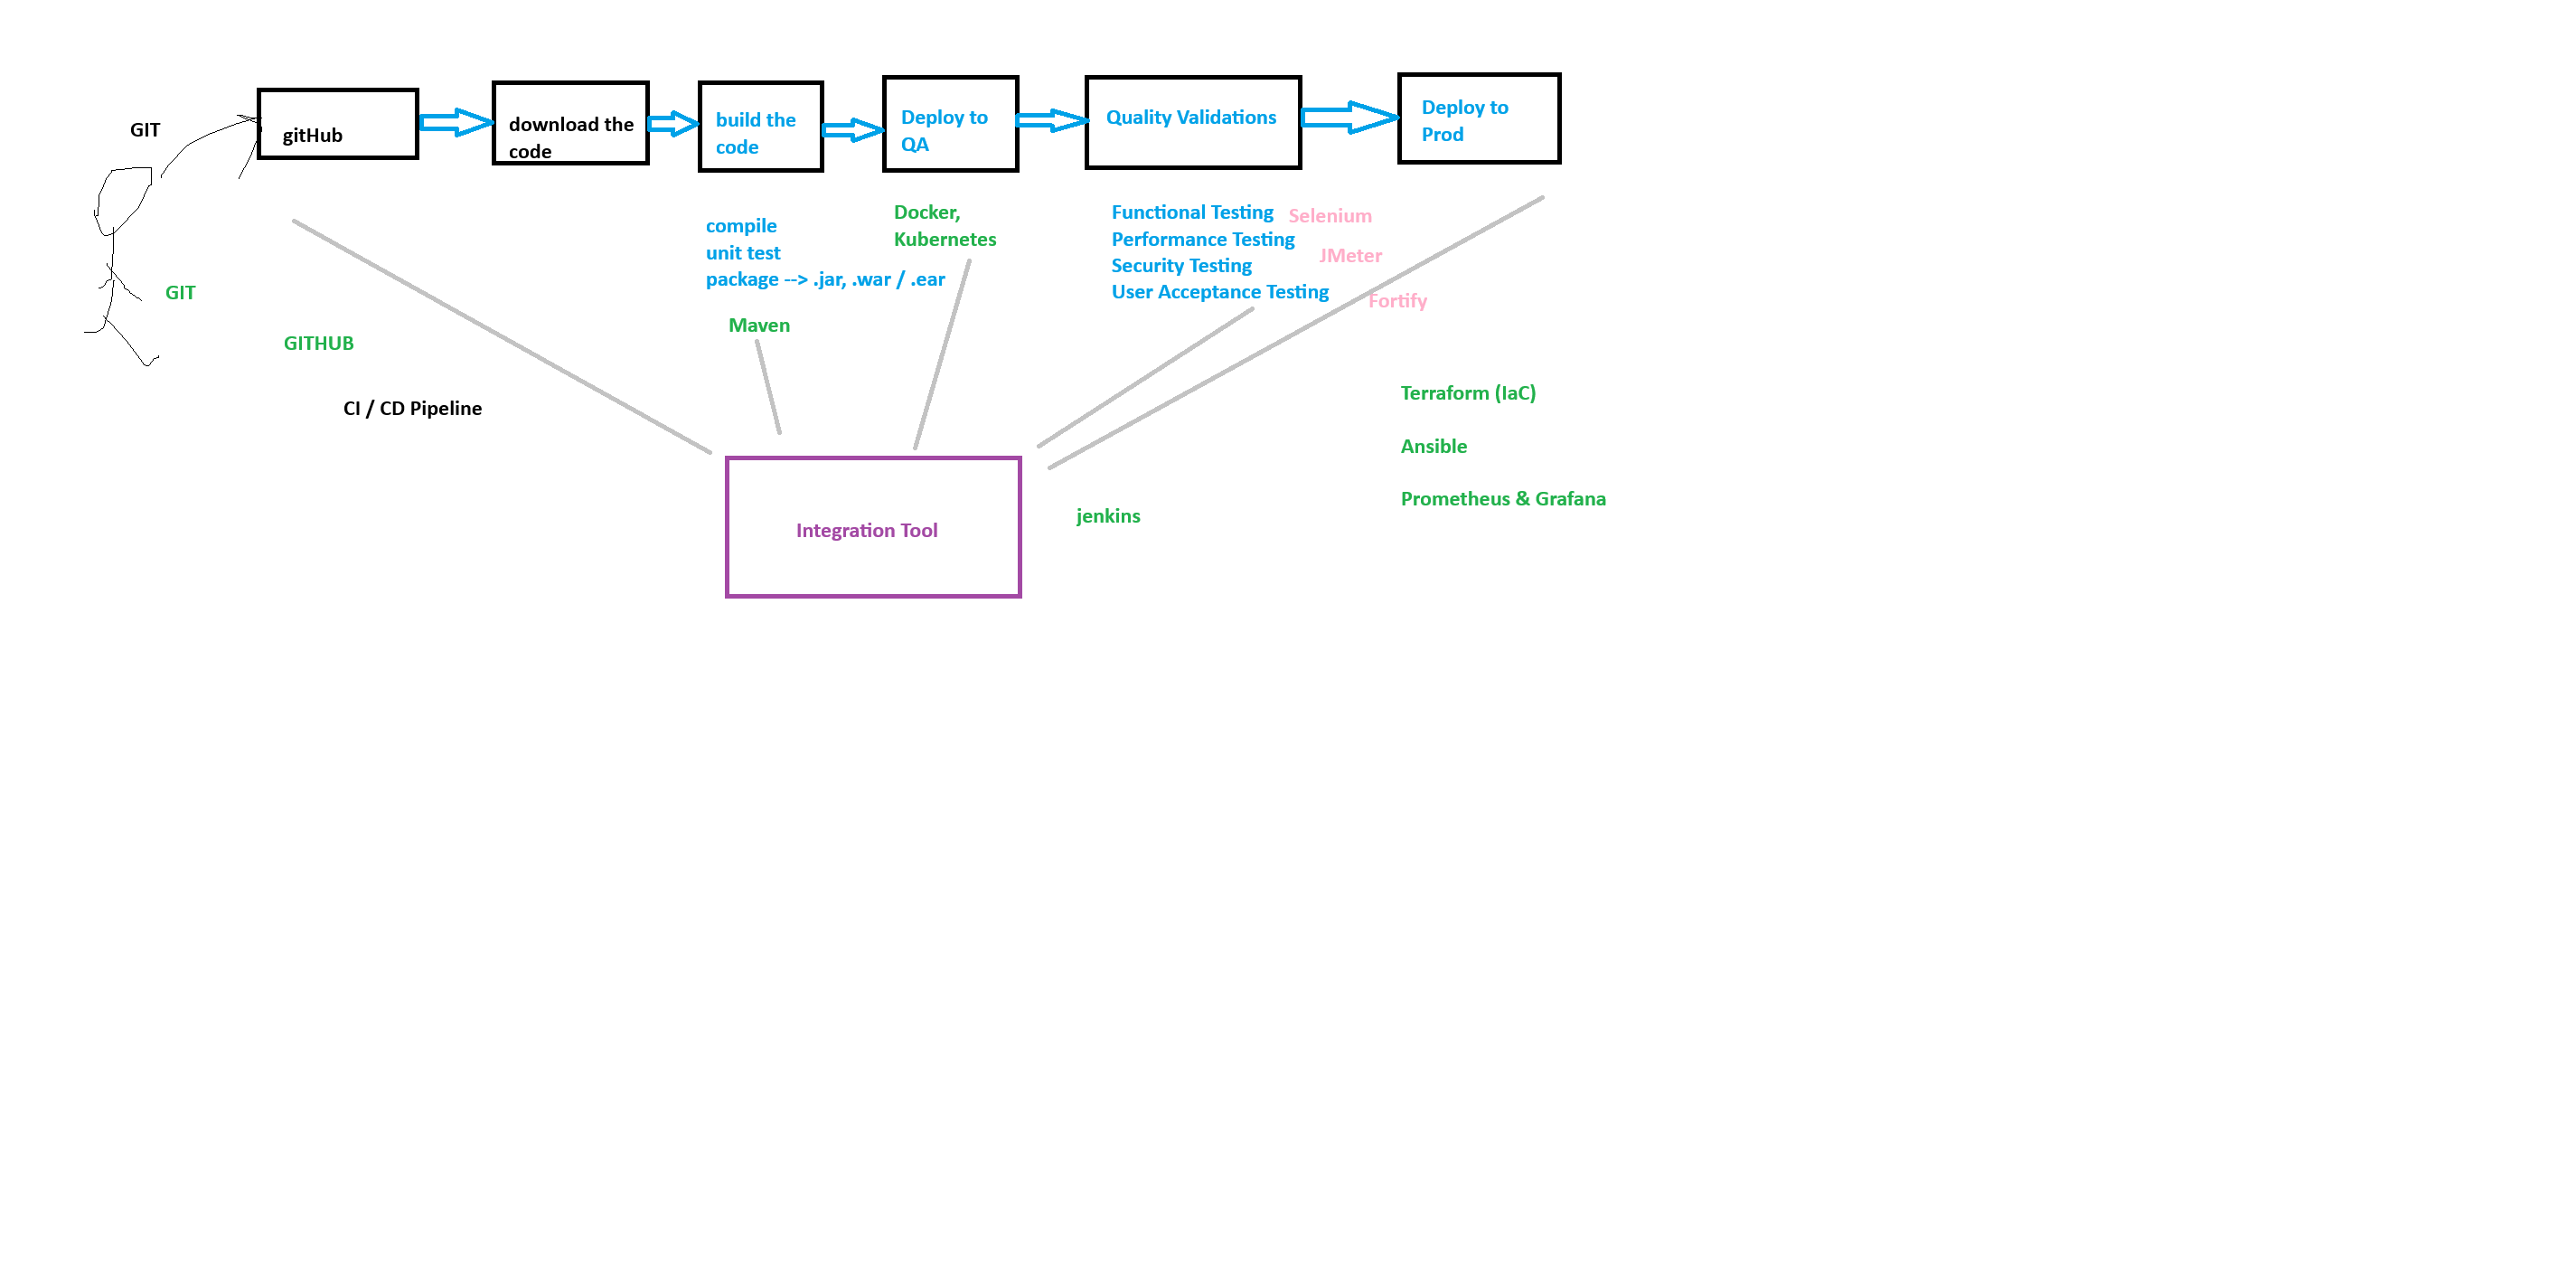 GIT
gitHub
download the
code
build the
code
Deploy to
QA
Quality Validations
Deploy to
Prod
compile
unit test
package --> .jar, .war / .ear
Maven
Docker,
Kubernetes
Functional Testing
Performance Testing
Security Testing
User Acceptance Testing
Selenium
JMeter
Fortify
GIT
GITHUB
CI / CD Pipeline
Integration Tool
jenkins
Terraform (IaC)
Ansible
Prometheus & Grafana